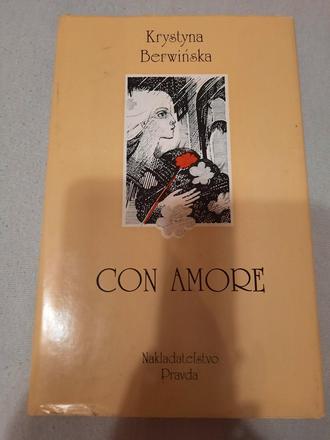 Krystyna
Berwińska
CON AMORE
Nakladateľstvo
Pravda